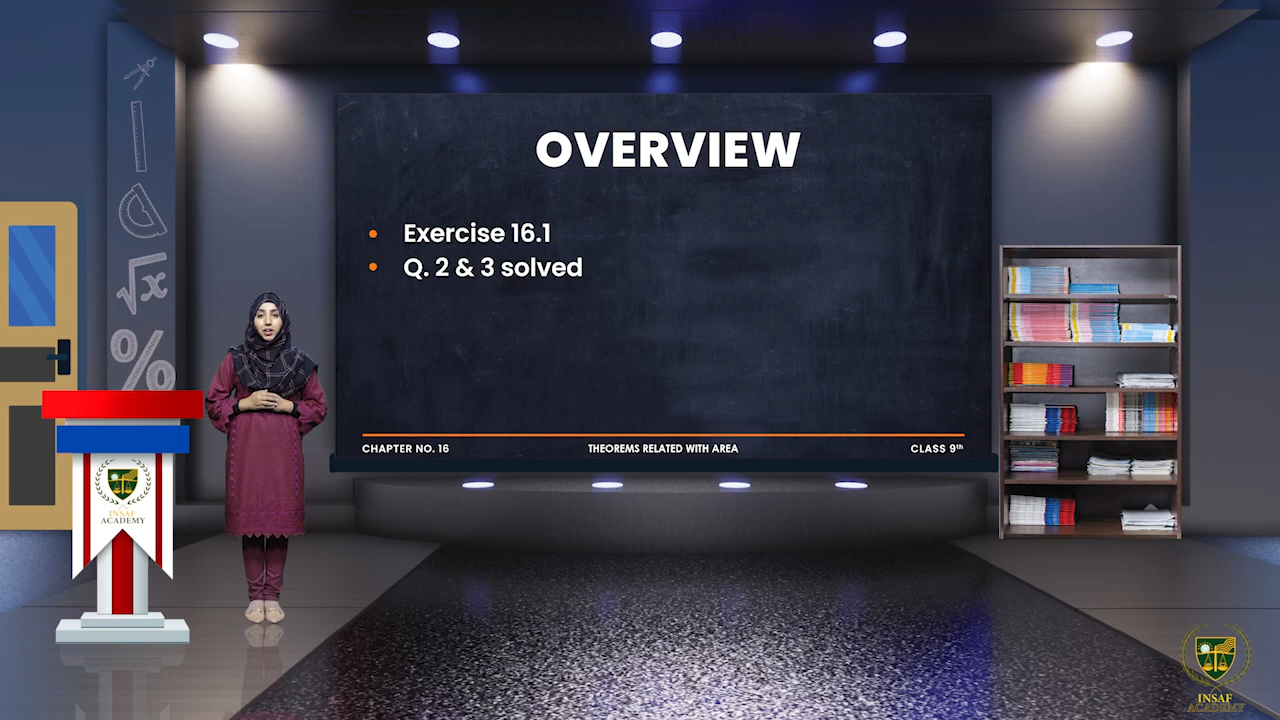 OVERVIEW
Exercise 16.1
Q. 2 & 3 solved
CHAPTER NO. 16
THEOREMS RELATED WITH AREA
CLASS 9th
√x
%
INSAF
ACADEMY
INSAF
ACADEMY